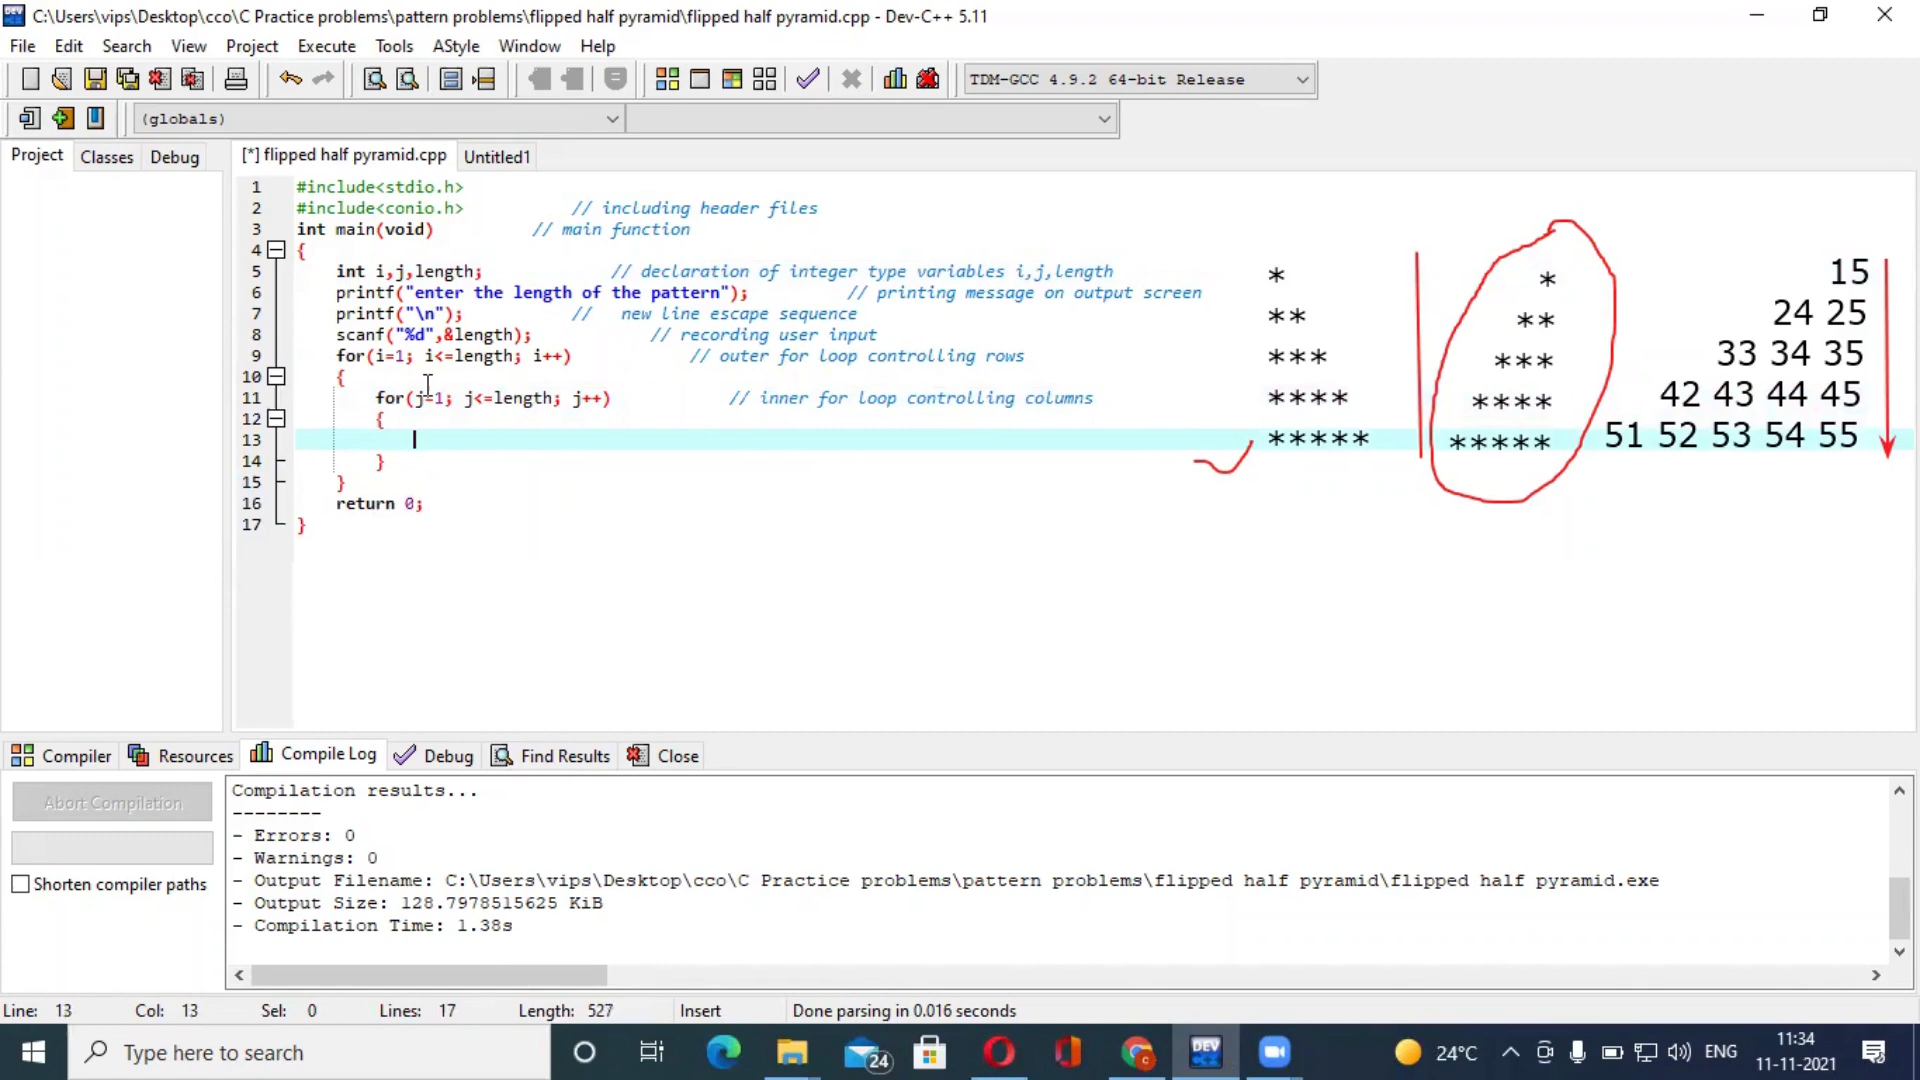 C:\Users\vips\Desktop\cco\C Practice problems\pattern problems\flipped half pyramid\flipped half pyramid.cpp - Dev-C++ 5.11
File Edit Search View Project Execute Tools AStyle Window Help
TDM-GCC 4.9.2 64-bit Release
(globals)
Project Classes Debug [*] flipped half pyramid.cpp Untitled1
1 #include<stdio.h>
2 #include<conio.h> // including header files
3 int main(void) // main function
4 {
5 int i,j,length; // declaration of integer type variables i,j,length * * 15
6 printf("enter the length of the pattern"); // printing message on output screen
7 printf("\n"); // new line escape sequence ** ** 24 25
8 scanf("%d",&length); // recording user input
9 for(i=1; i<=length; i++) // outer for loop controlling rows *** *** 33 34 35
10 {
11 for(j=1; j<=length; j++) // inner for loop controlling columns **** **** 42 43 44 45
12 {
13 ***** ***** 51 52 53 54 55
14 }
15 }
16 return 0;
17 }
Compiler Resources Compile Log Debug Find Results Close
Abort Compilation
Shorten compiler paths
Compilation results...
--------
- Errors: 0
- Warnings: 0
- Output Filename: C:\Users\vips\Desktop\cco\C Practice problems\pattern problems\flipped half pyramid\flipped half pyramid.exe
- Output Size: 128.7978515625 KiB
- Compilation Time: 1.38s
Line: 13 Col: 13 Sel: 0 Lines: 17 Length: 527 Insert Done parsing in 0.016 seconds
Type here to search 24 DEV 24°C ENG 11:34
11-11-2021